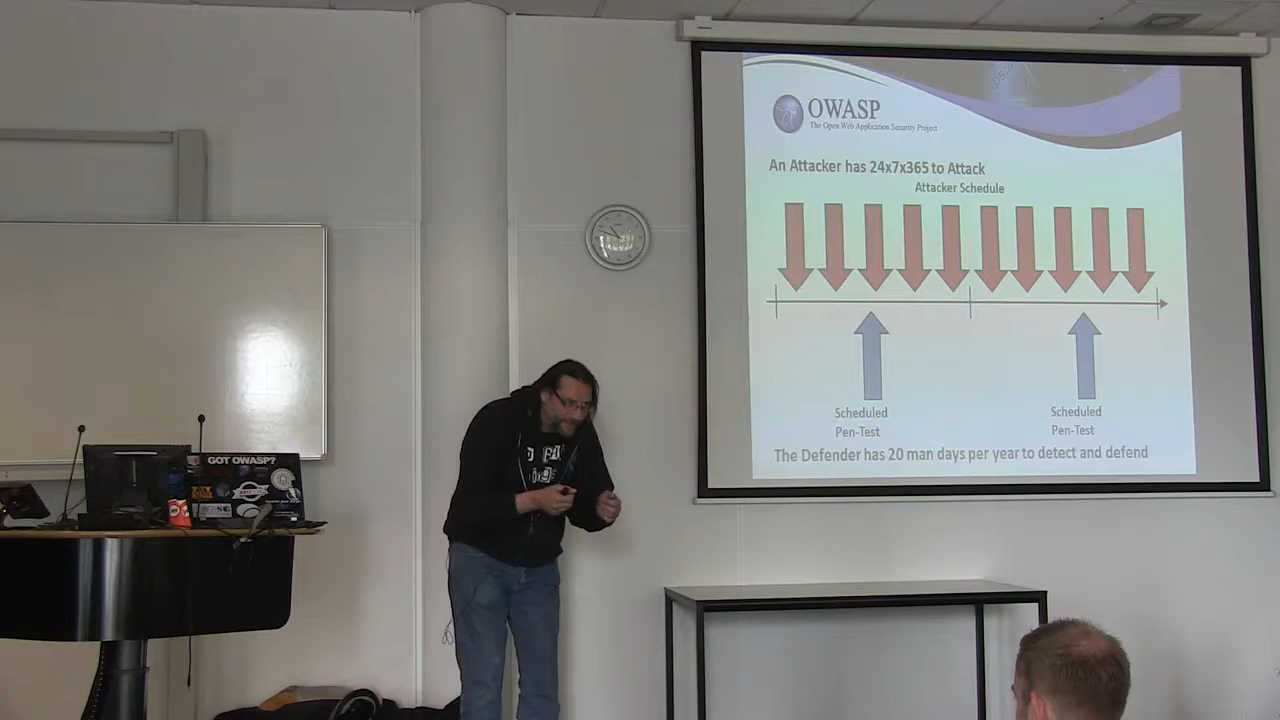 OWASP
The Open Web Application Security Project
An Attacker has 24x7x365 to Attack
Attacker Schedule
Scheduled
Pen-Test
Scheduled
Pen-Test
The Defender has 20 man days per year to detect and defend
GOT OWASP?